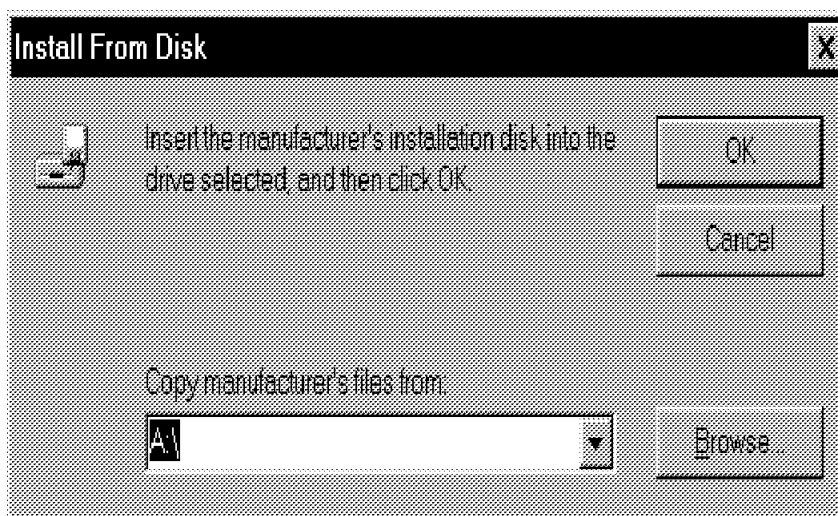 Install From Disk
Insert the manufacturer's installation disk into the
drive selected, and then click OK.
OK
Cancel
Copy manufacturer's files from:
A:\
Browse...